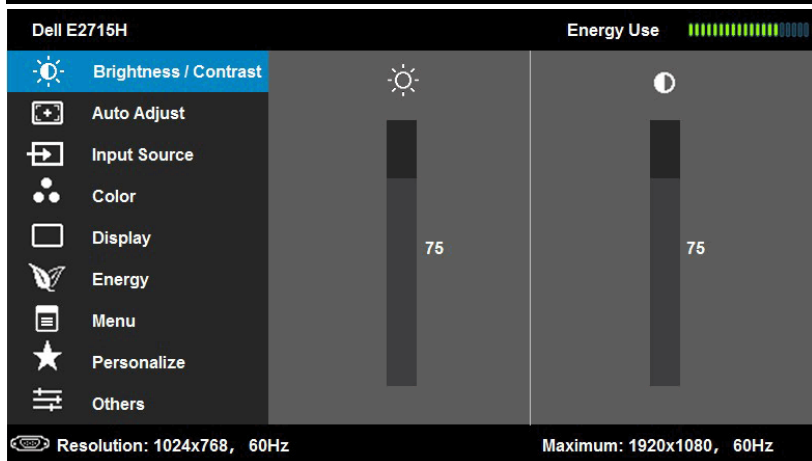 Dell E2715H Energy Use
Brightness / Contrast
Auto Adjust
Input Source
Color
Display
75 75
Energy
Menu
Personalize
Others
Resolution: 1024x768, 60Hz Maximum: 1920x1080, 60Hz